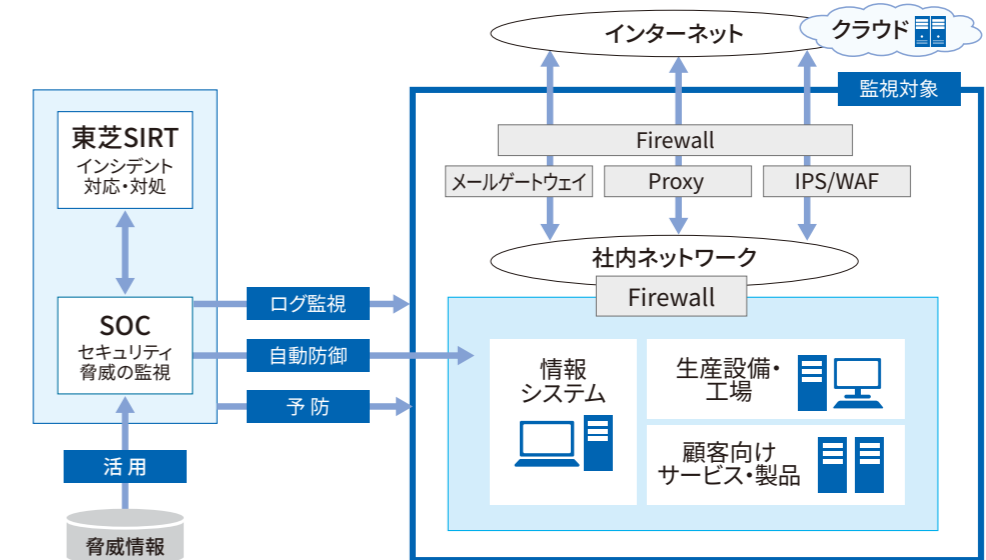 インターネット
クラウド
監視対象
東芝SIRT
インシデント
対応・対処
Firewall
メールゲートウェイ
Proxy
IPS/WAF
社内ネットワーク
Firewall
SOC
セキュリティ
脅威の監視
ログ監視
自動防御
予防
情報
システム
生産設備・
工場
顧客向け
サービス・製品
活用
脅威情報